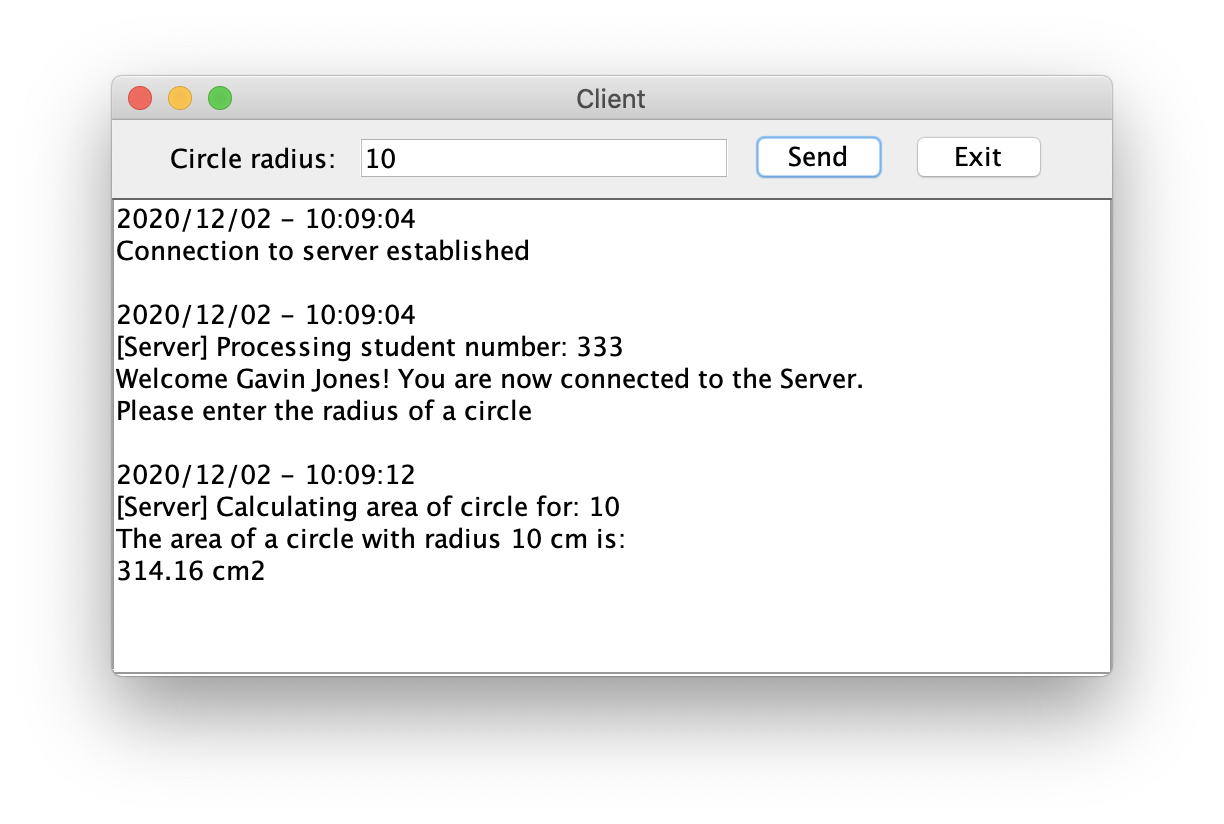 Client
Circle radius: 10 Send Exit
2020/12/02 - 10:09:04
Connection to server established
2020/12/02 - 10:09:04
[Server] Processing student number: 333
Welcome Gavin Jones! You are now connected to the Server.
Please enter the radius of a circle
2020/12/02 - 10:09:12
[Server] Calculating area of circle for: 10
The area of a circle with radius 10 cm is:
314.16 cm2